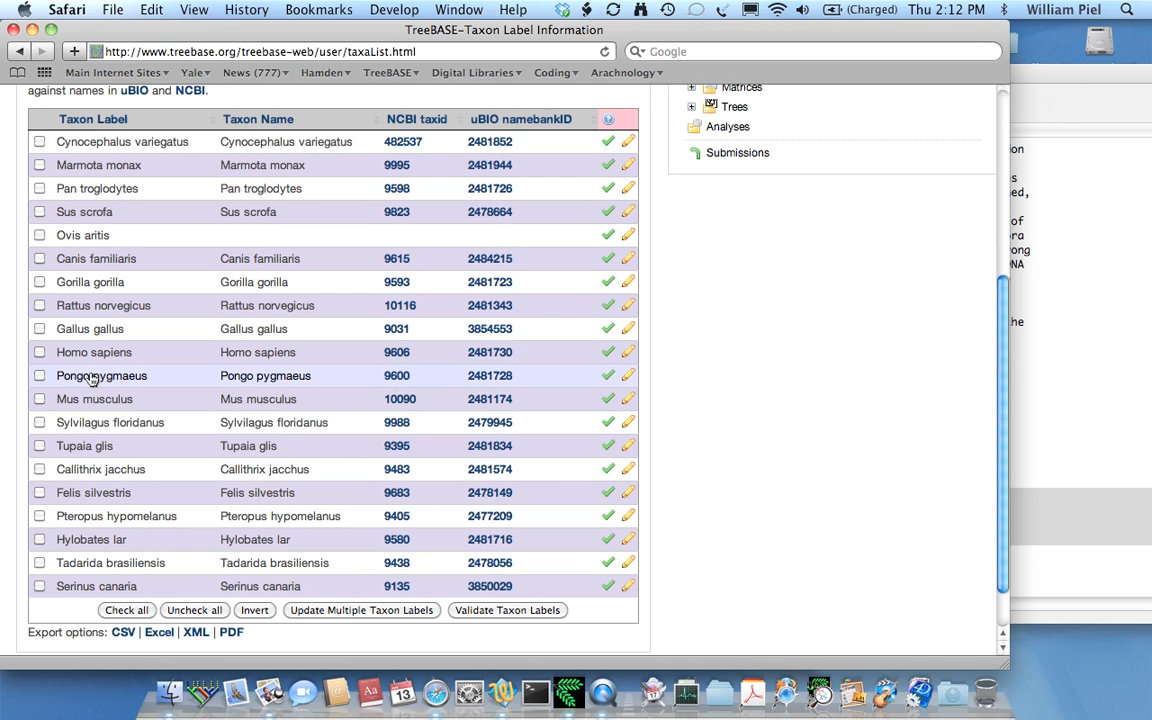 Safari File Edit View History Bookmarks Develop Window Help (Charged) Thu 2:12 PM William Piel
TreeBASE-Taxon Label Information
http://www.treebase.org/treebase-web/user/taxaList.html Google
Main Internet Sites Yale News (777) Hamden TreeBASE Digital Libraries Coding Arachnology
against names in uBIO and NCBI.
Matrices
Trees
Analyses
Submissions
Taxon Label Taxon Name NCBI taxid uBIO namebankID
Cynocephalus variegatus Cynocephalus variegatus 482537 2481852
Marmota monax Marmota monax 9995 2481944
Pan troglodytes Pan troglodytes 9598 2481726
Sus scrofa Sus scrofa 9823 2478664
Ovis aritis
Canis familiaris Canis familiaris 9615 2484215
Gorilla gorilla Gorilla gorilla 9593 2481723
Rattus norvegicus Rattus norvegicus 10116 2481343
Gallus gallus Gallus gallus 9031 3854553
Homo sapiens Homo sapiens 9606 2481730
Pongo pygmaeus Pongo pygmaeus 9600 2481728
Mus musculus Mus musculus 10090 2481174
Sylvilagus floridanus Sylvilagus floridanus 9988 2479945
Tupaia glis Tupaia glis 9395 2481834
Callithrix jacchus Callithrix jacchus 9483 2481574
Felis silvestris Felis silvestris 9683 2478149
Pteropus hypomelanus Pteropus hypomelanus 9405 2477209
Hylobates lar Hylobates lar 9580 2481716
Tadarida brasiliensis Tadarida brasiliensis 9438 2478056
Serinus canaria Serinus canaria 9135 3850029
Check all Uncheck all Invert Update Multiple Taxon Labels Validate Taxon Labels
Export options: CSV | Excel | XML | PDF
of
ong
NA
he
13